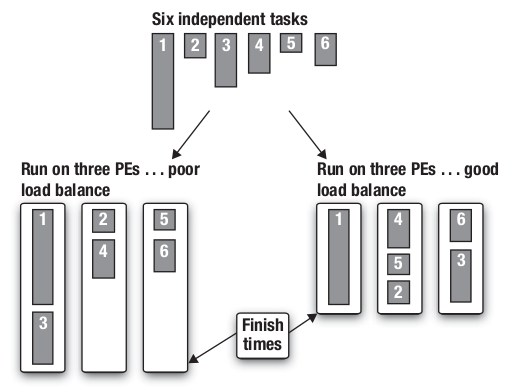 Six independent tasks
1 2 3 4 5 6
Run on three PEs . . . poor
load balance
1 2 5
4 6
3
Run on three PEs . . . good
load balance
1 4 6
5 3
2
Finish
times